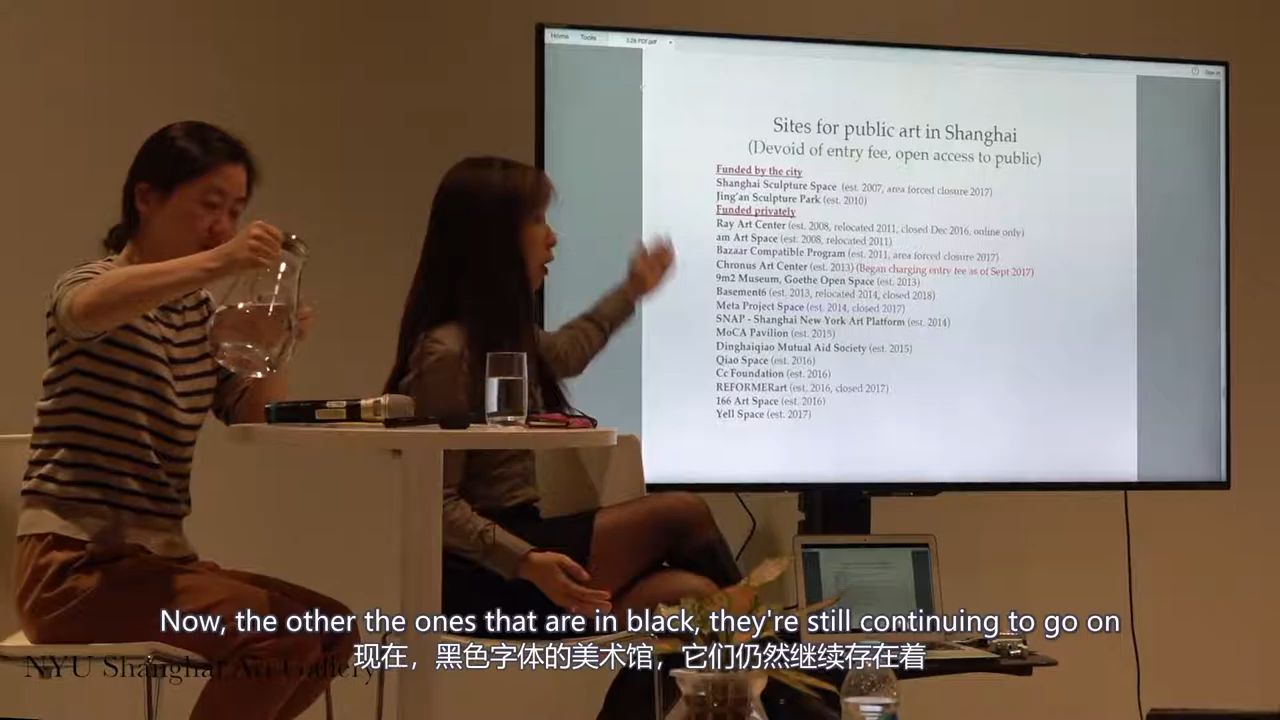 Home Tools 3.26 PDF.pdf × Sign In
Sites for public art in Shanghai
(Devoid of entry fee, open access to public)
Funded by the city
Shanghai Sculpture Space (est. 2007, area forced closure 2017)
Jing'an Sculpture Park (est. 2010)
Funded privately
Ray Art Center (est. 2008, relocated 2011, closed Dec 2016, online only)
am Art Space (est. 2008, relocated 2011)
Bazaar Compatible Program (est. 2011, area forced closure 2017)
Chronus Art Center (est. 2013) (Began charging entry fee as of Sept 2017)
9m2 Museum, Goethe Open Space (est. 2013)
Basement6 (est. 2013, relocated 2014, closed 2018)
Meta Project Space (est. 2014, closed 2017)
SNAP - Shanghai New York Art Platform (est. 2014)
MoCA Pavilion (est. 2015)
Dinghaiqiao Mutual Aid Society (est. 2015)
Qiao Space (est. 2016)
Cc Foundation (est. 2016)
REFORMERart (est. 2016, closed 2017)
166 Art Space (est. 2016)
Yell Space (est. 2017)
Now, the other the ones that are in black, they're still continuing to go on
现在，黑色字体的美术馆，它们仍然继续存在着
NYU Shanghai Art Gallery